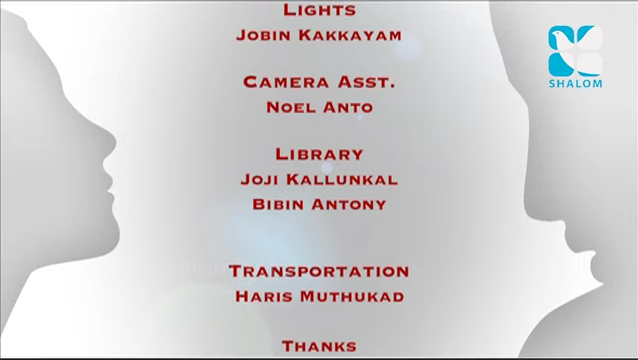 LIGHTS
JOBIN KAKKAYAM
CAMERA ASST.
NOEL ANTO
LIBRARY
JOJI KALLUNKAL
BIBIN ANTONY
TRANSPORTATION
HARIS MUTHUKAD
THANKS
SHALOM